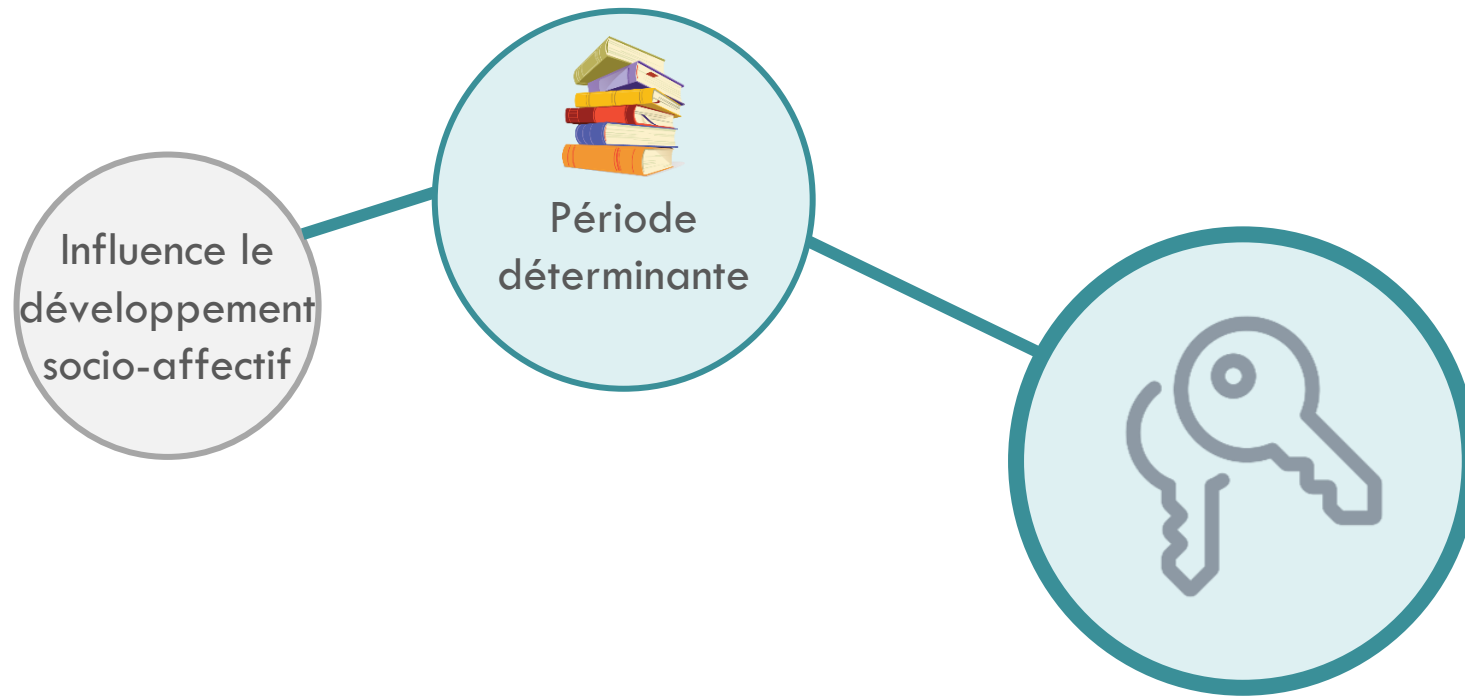 Influence le
développement
socio-affectif
Période
déterminante